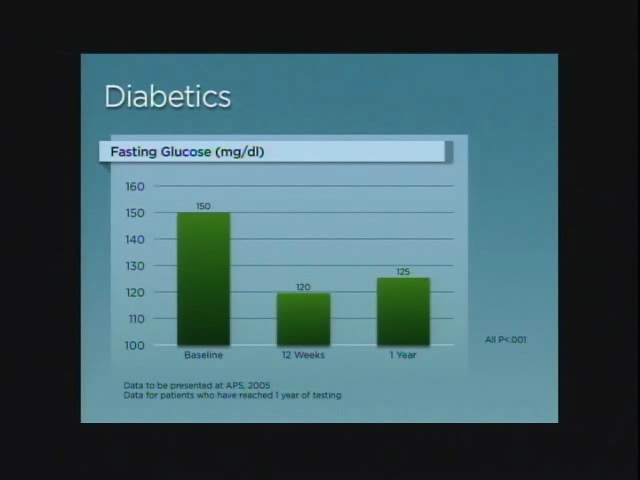 Diabetics
Fasting Glucose (mg/dl)
160
150
140
130
120
110
100
150
120
125
Baseline
12 Weeks
1 Year
All P<.001
Data to be presented at APS, 2005
Data for patients who have reached 1 year of testing